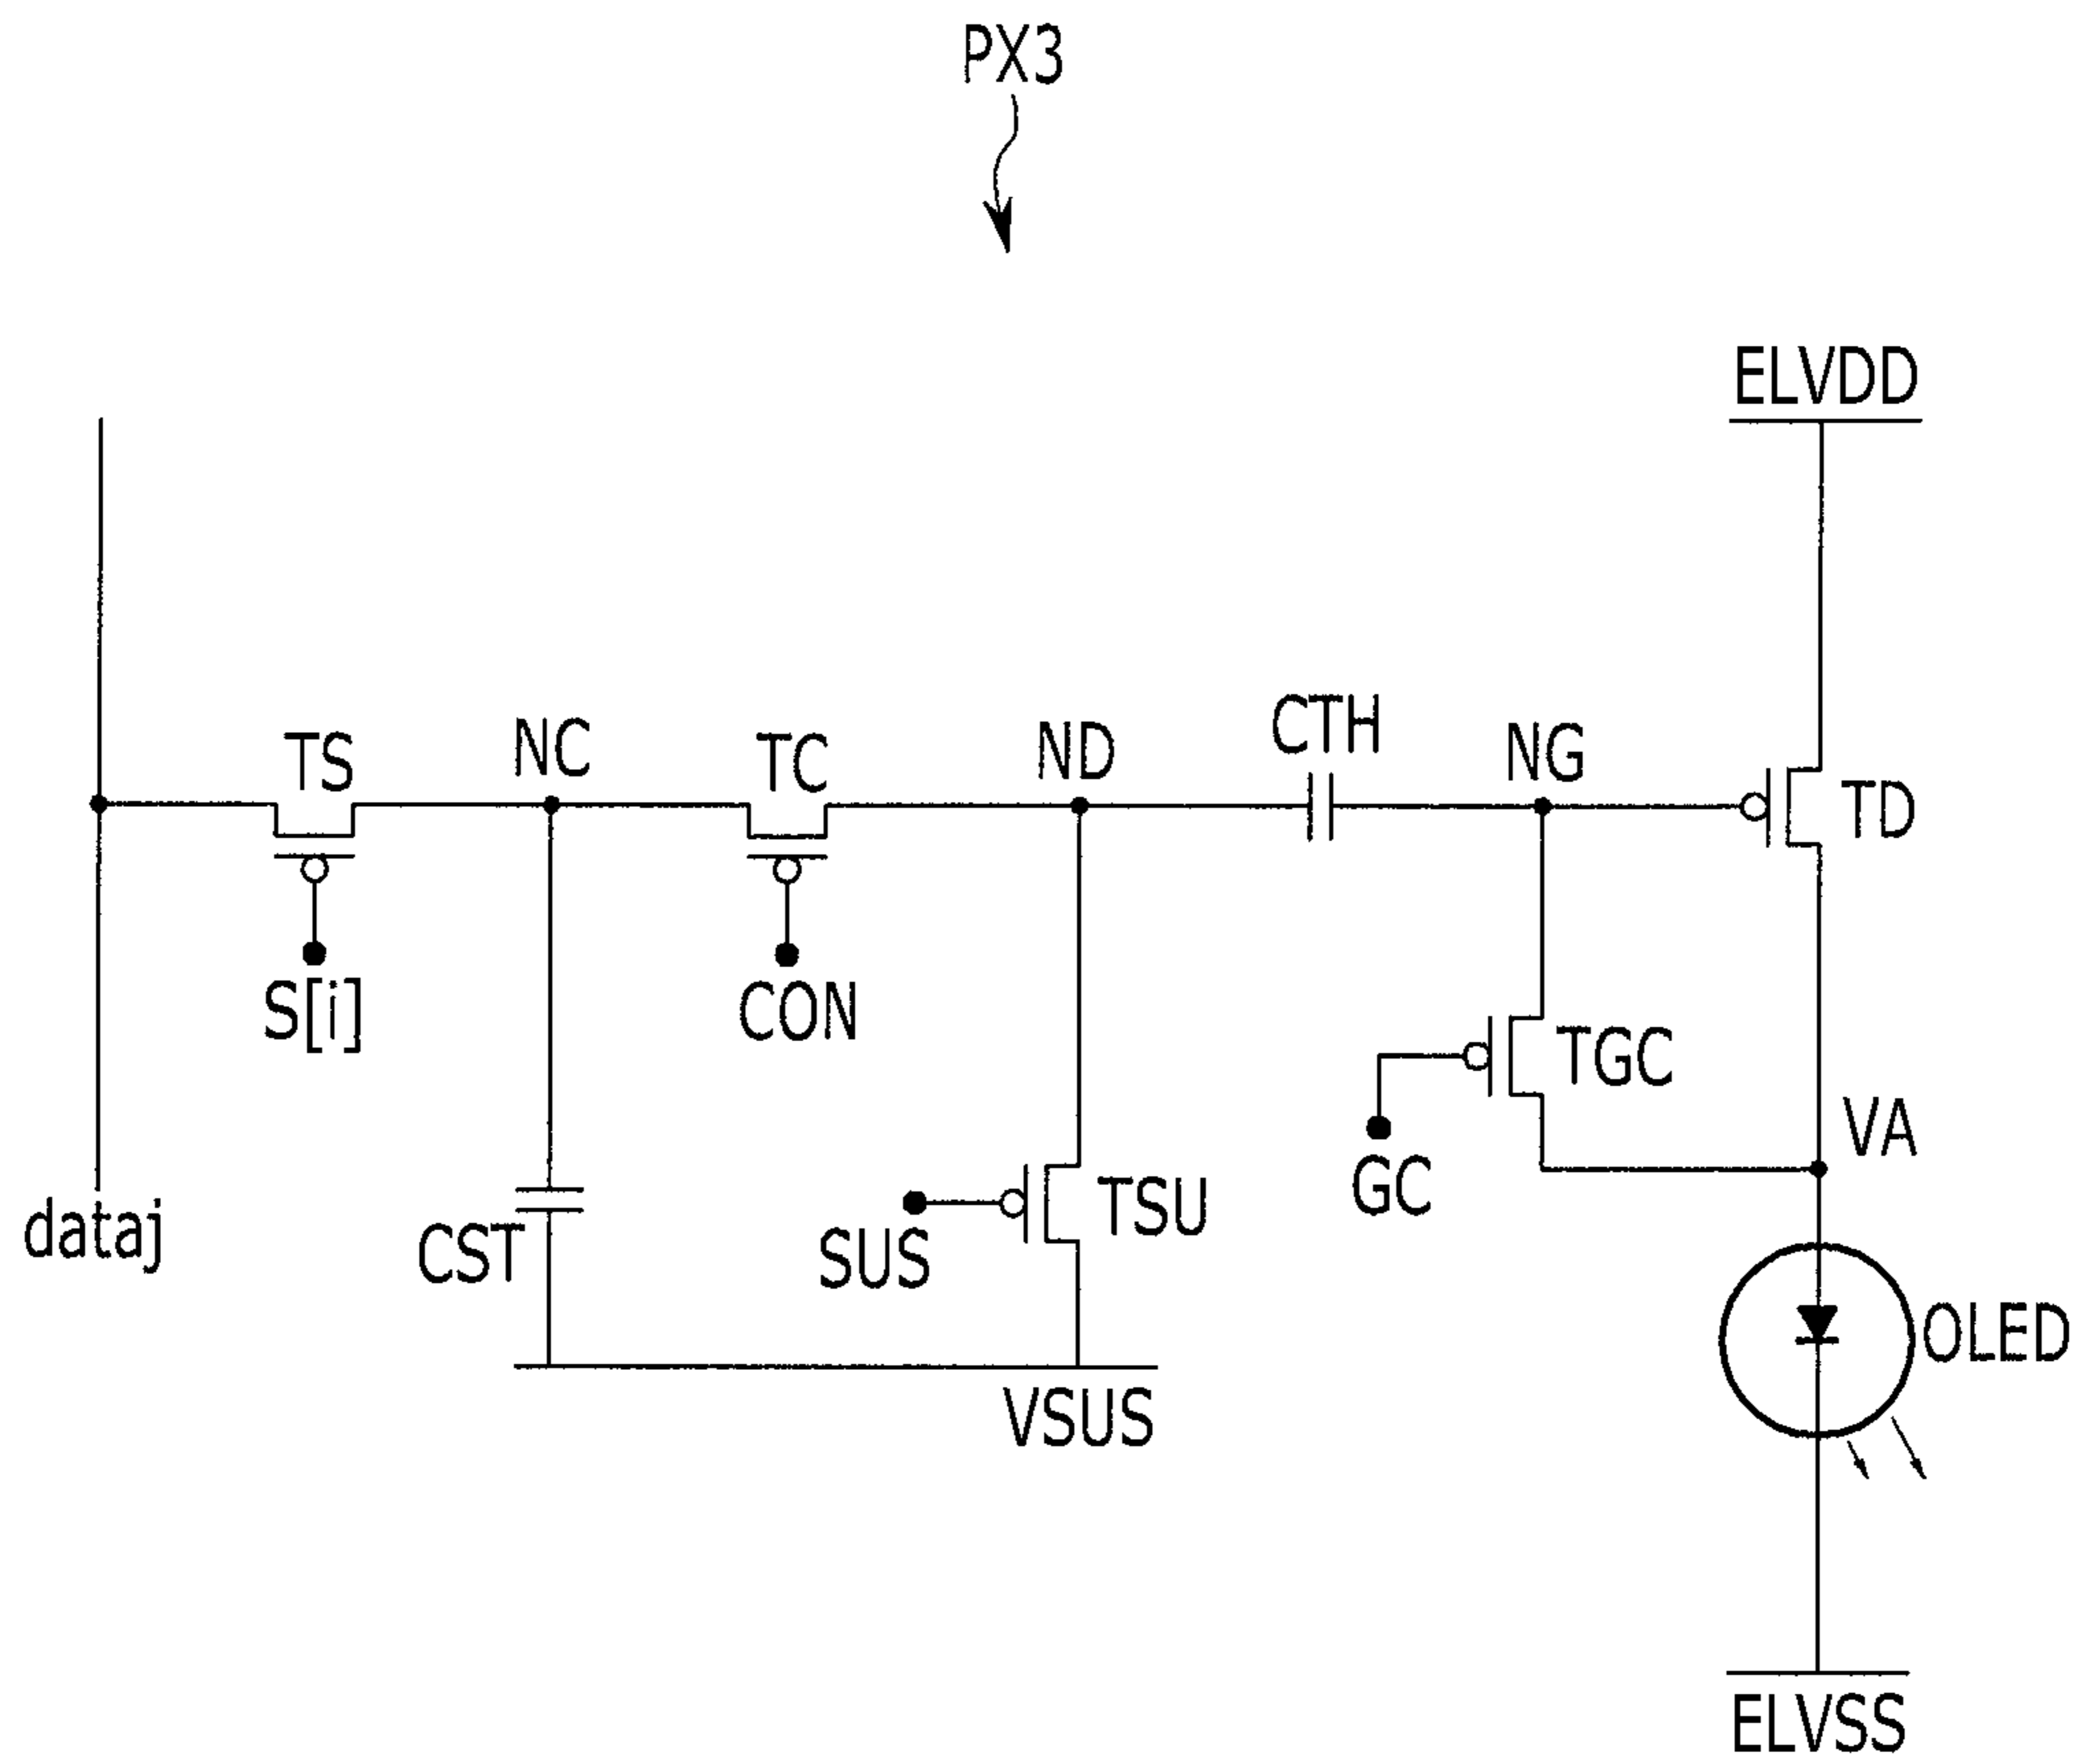 PX3
ELVDD
TS
NC
TC
ND
CTH
NG
TD
S[i]
CON
TGC
VA
GC
dataj
CST
SUS
TSU
OLED
VSUS
ELVSS